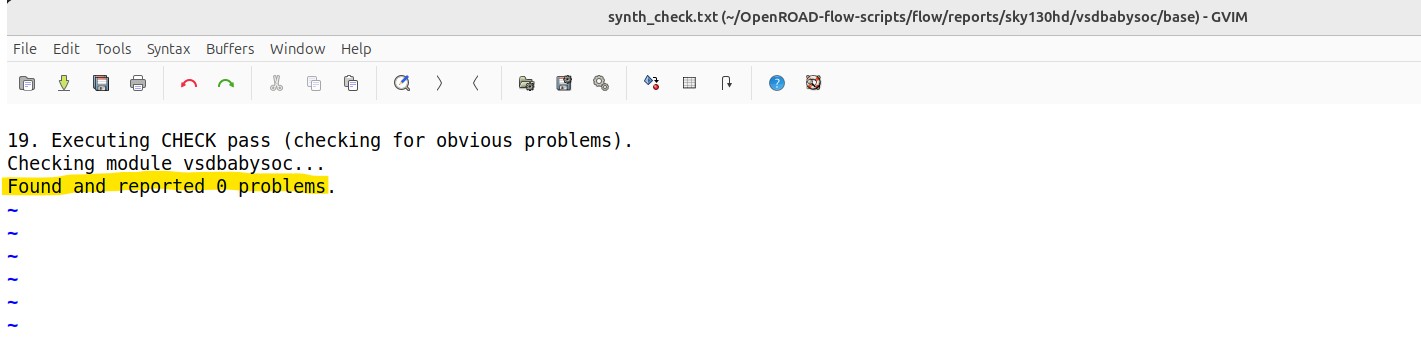 synth_check.txt (~/OpenROAD-flow-scripts/flow/reports/sky130hd/vsdbabysoc/base) - GVIM
File Edit Tools Syntax Buffers Window Help
19. Executing CHECK pass (checking for obvious problems).
Checking module vsdbabysoc...
Found and reported 0 problems.
~
~
~
~
~
~